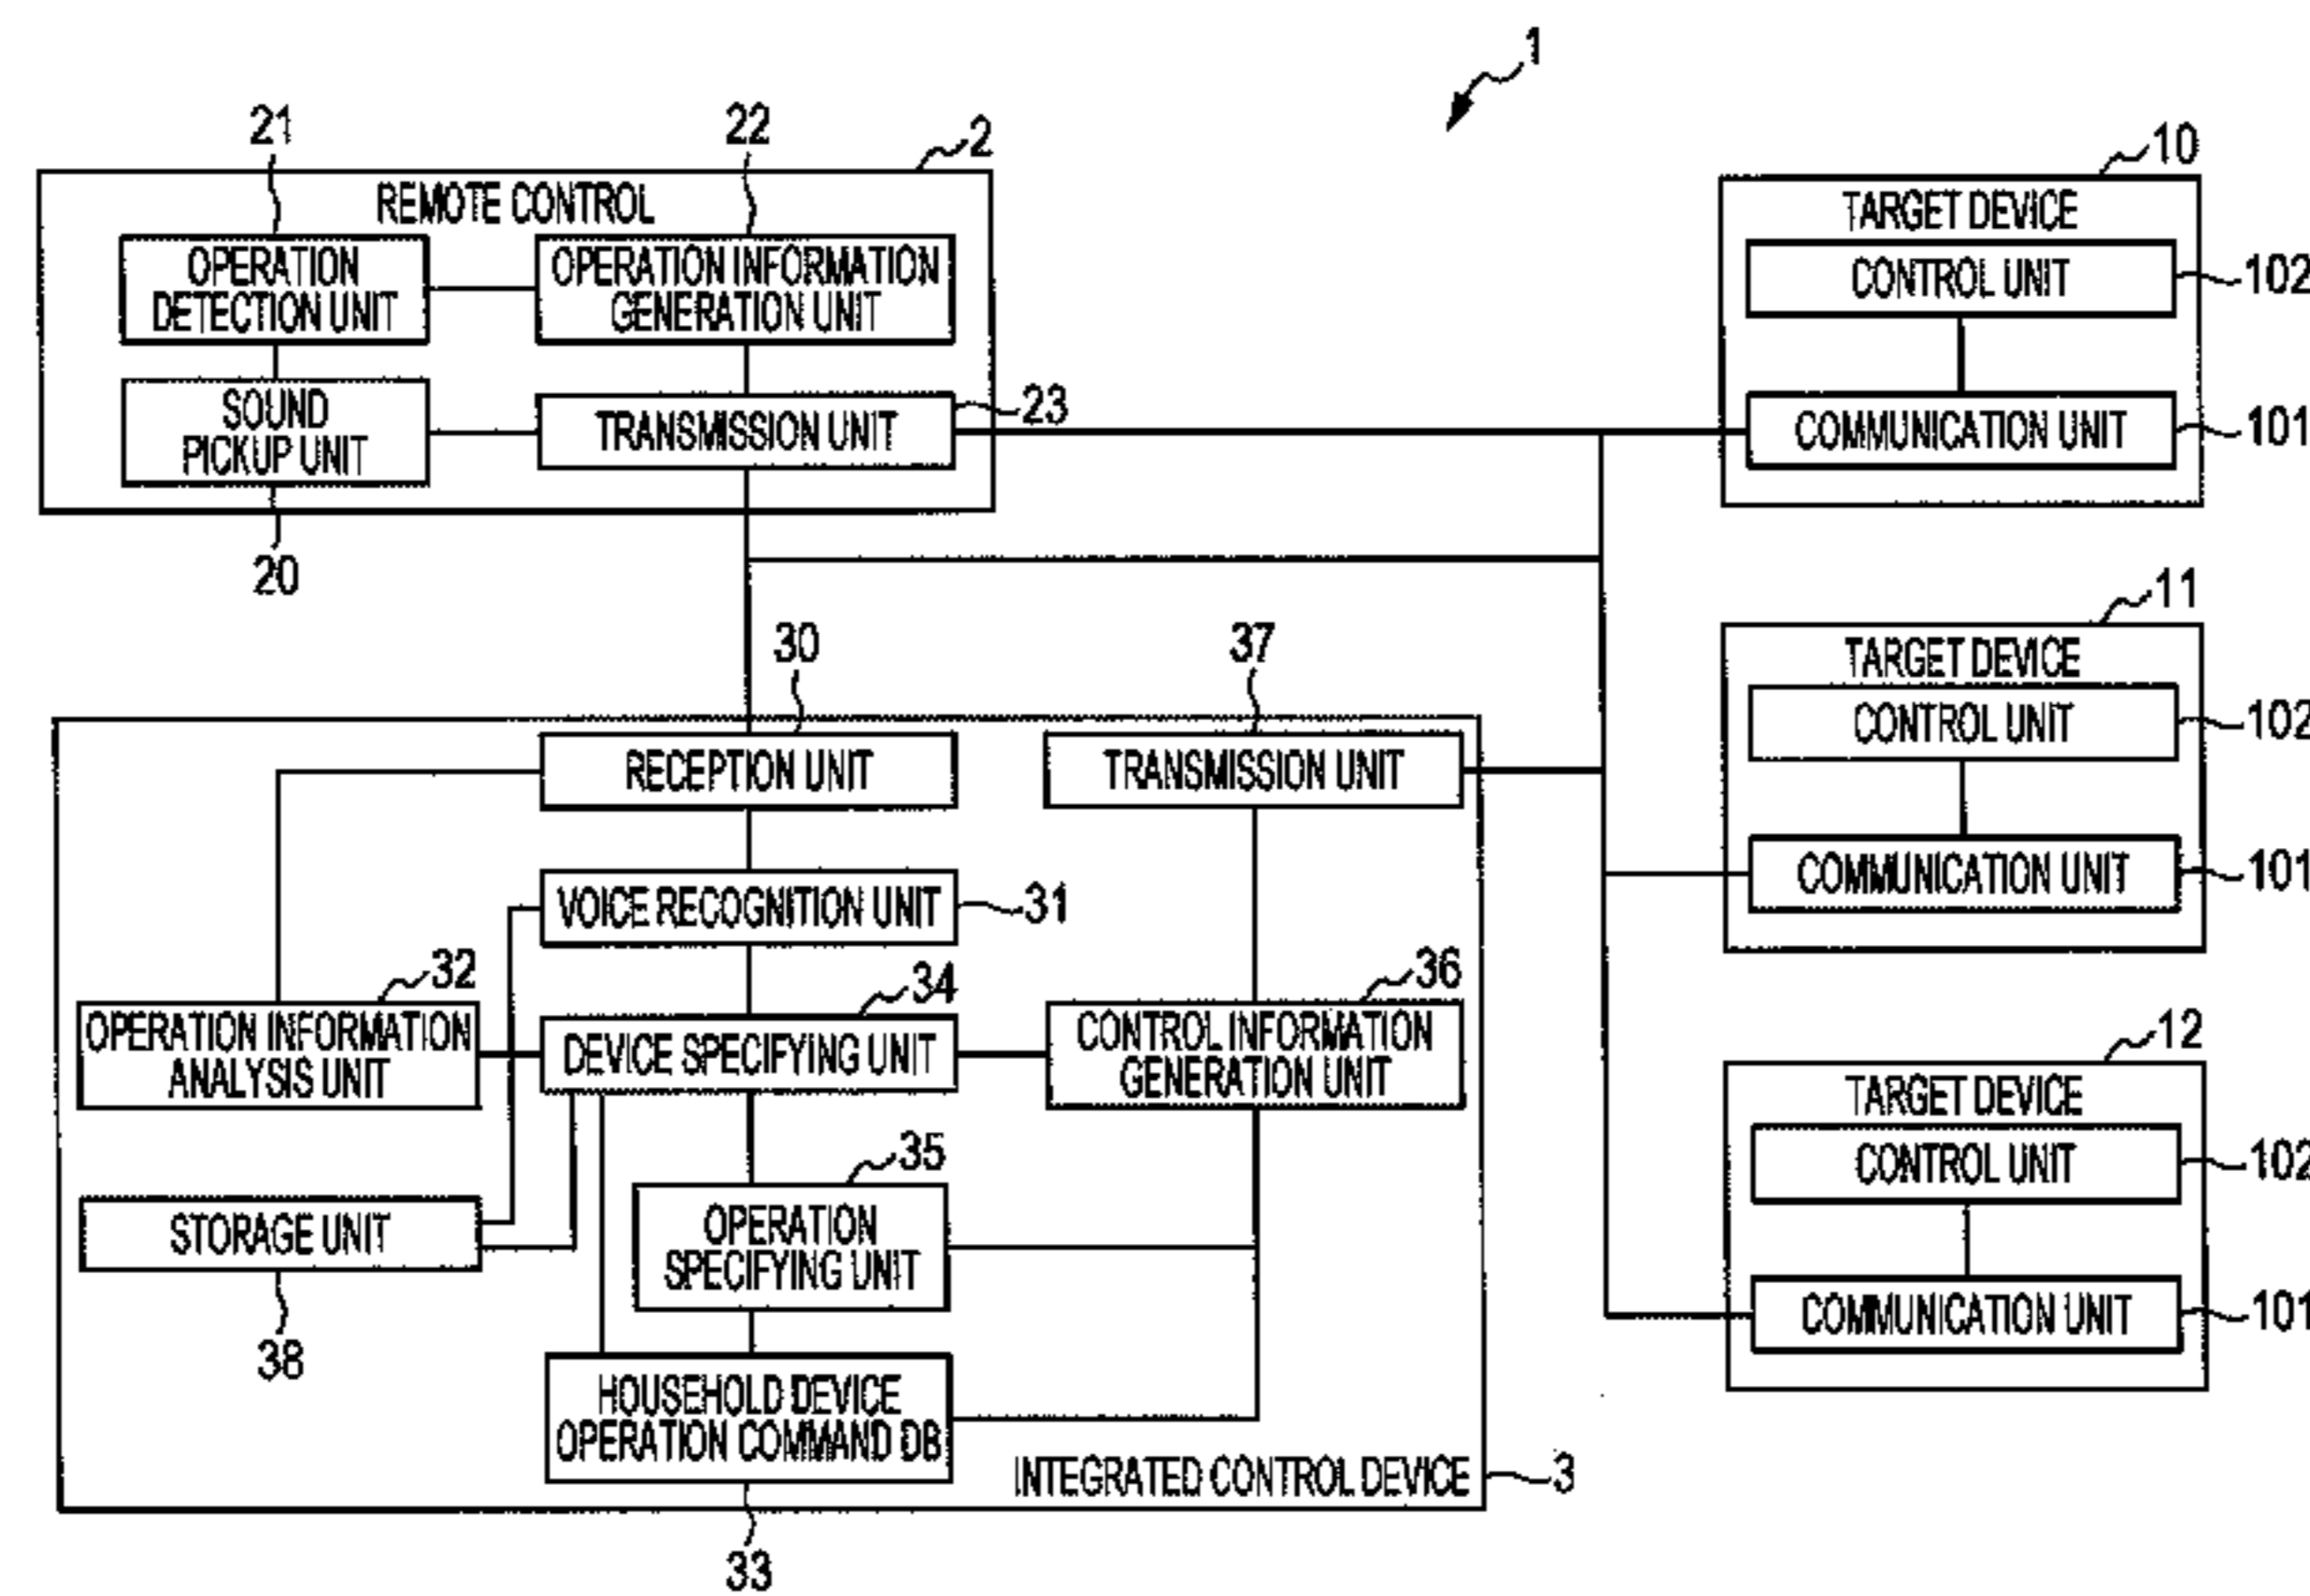 1
21
22
2
REMOTE CONTROL
OPERATION
DETECTION UNIT
OPERATION INFORMATION
GENERATION UNIT
SOUND
PICKUP UNIT
TRANSMISSION UNIT
23
20
10
TARGET DEVICE
CONTROL UNIT
102
COMMUNICATION UNIT
101
11
TARGET DEVICE
CONTROL UNIT
102
COMMUNICATION UNIT
101
12
TARGET DEVICE
CONTROL UNIT
102
COMMUNICATION UNIT
101
30
37
RECEPTION UNIT
TRANSMISSION UNIT
VOICE RECOGNITION UNIT
31
32
OPERATION INFORMATION
ANALYSIS UNIT
34
DEVICE SPECIFYING UNIT
36
CONTROL INFORMATION
GENERATION UNIT
35
OPERATION
SPECIFYING UNIT
STORAGE UNIT
38
HOUSEHOLD DEVICE
OPERATION COMMAND DB
33
INTEGRATED CONTROL DEVICE
3